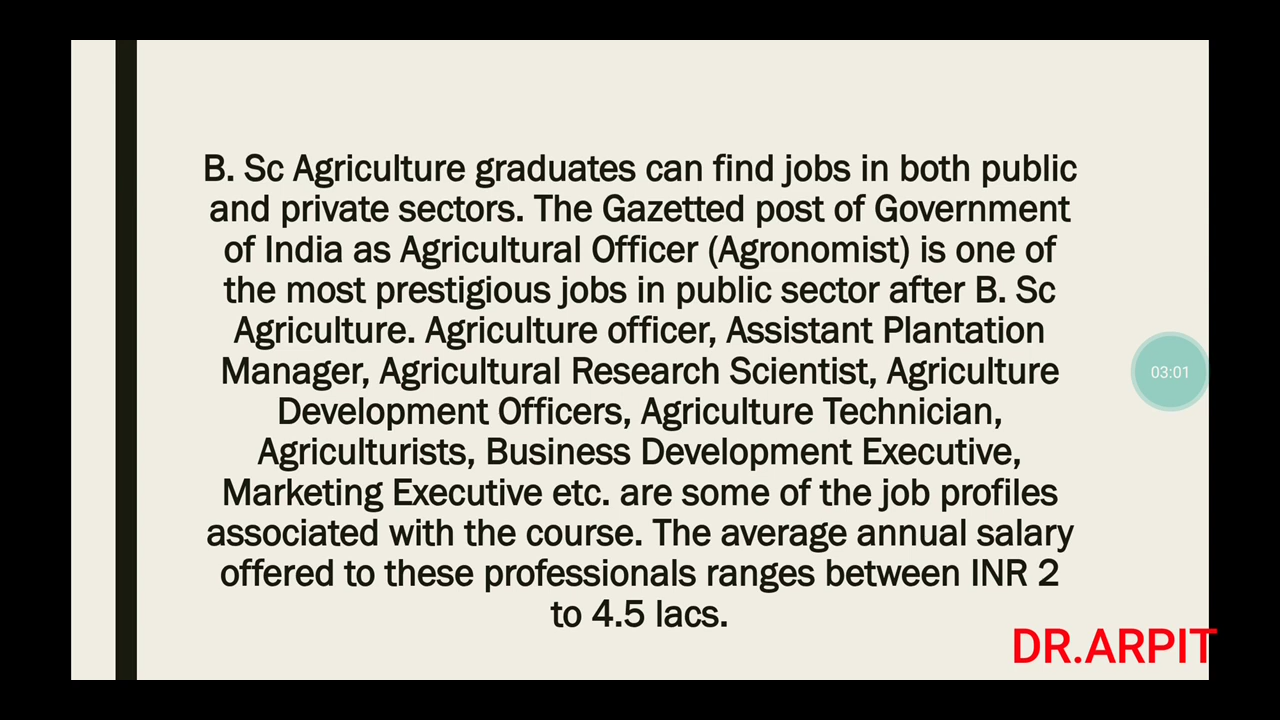 B. Sc Agriculture graduates can find jobs in both public
and private sectors. The Gazetted post of Government
of India as Agricultural Officer (Agronomist) is one of
the most prestigious jobs in public sector after B. Sc
Agriculture. Agriculture officer, Assistant Plantation
Manager, Agricultural Research Scientist, Agriculture
Development Officers, Agriculture Technician,
Agriculturists, Business Development Executive,
Marketing Executive etc. are some of the job profiles
associated with the course. The average annual salary
offered to these professionals ranges between INR 2
to 4.5 lacs.
03:01
DR.ARPIT